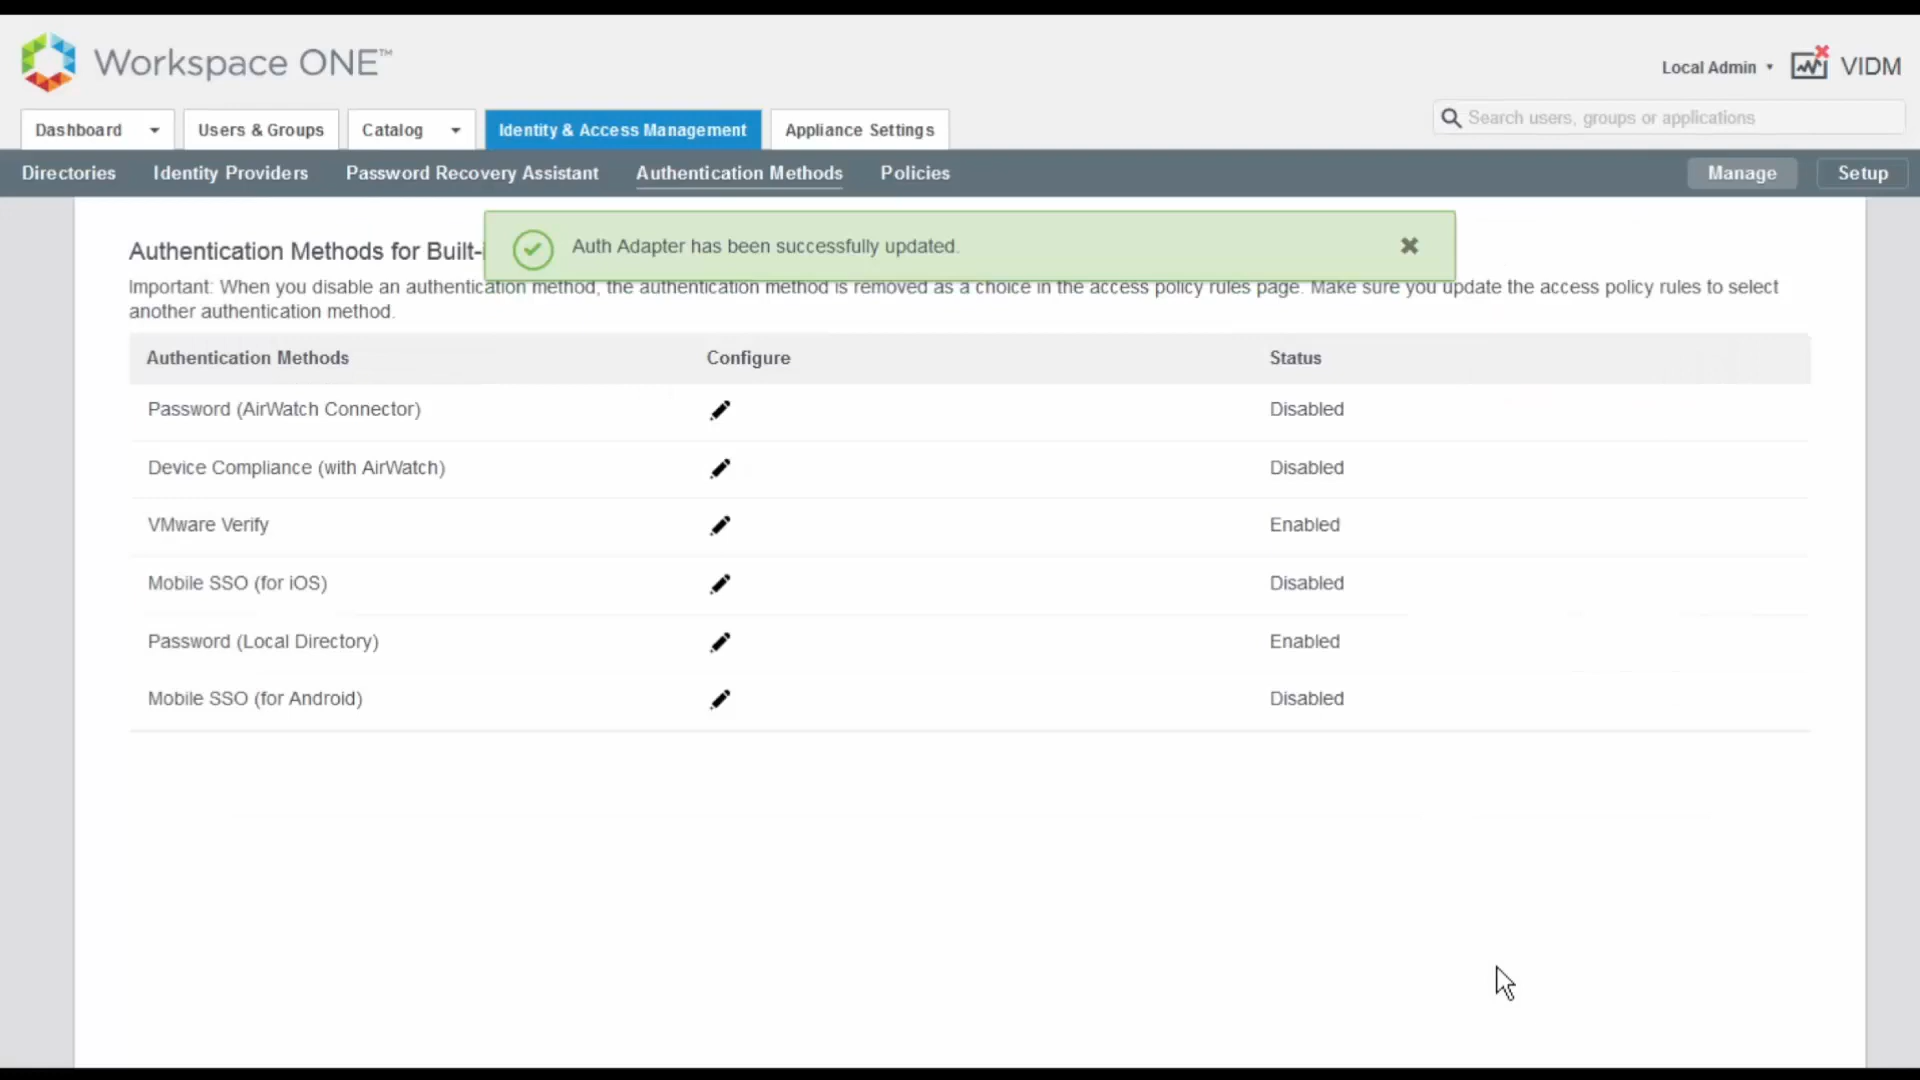 Workspace ONE™
Local Admin
VIDM
Dashboard
Users & Groups
Catalog
Identity & Access Management
Appliance Settings
Search users, groups or applications
Directories
Identity Providers
Password Recovery Assistant
Authentication Methods
Policies
Manage
Setup
Auth Adapter has been successfully updated.
Authentication Methods for Built-i
Important: When you disable an authentication method, the authentication method is removed as a choice in the access policy rules page. Make sure you update the access policy rules to select
another authentication method.
Authentication Methods Configure Status
Password (AirWatch Connector) Disabled
Device Compliance (with AirWatch) Disabled
VMware Verify Enabled
Mobile SSO (for iOS) Disabled
Password (Local Directory) Enabled
Mobile SSO (for Android) Disabled